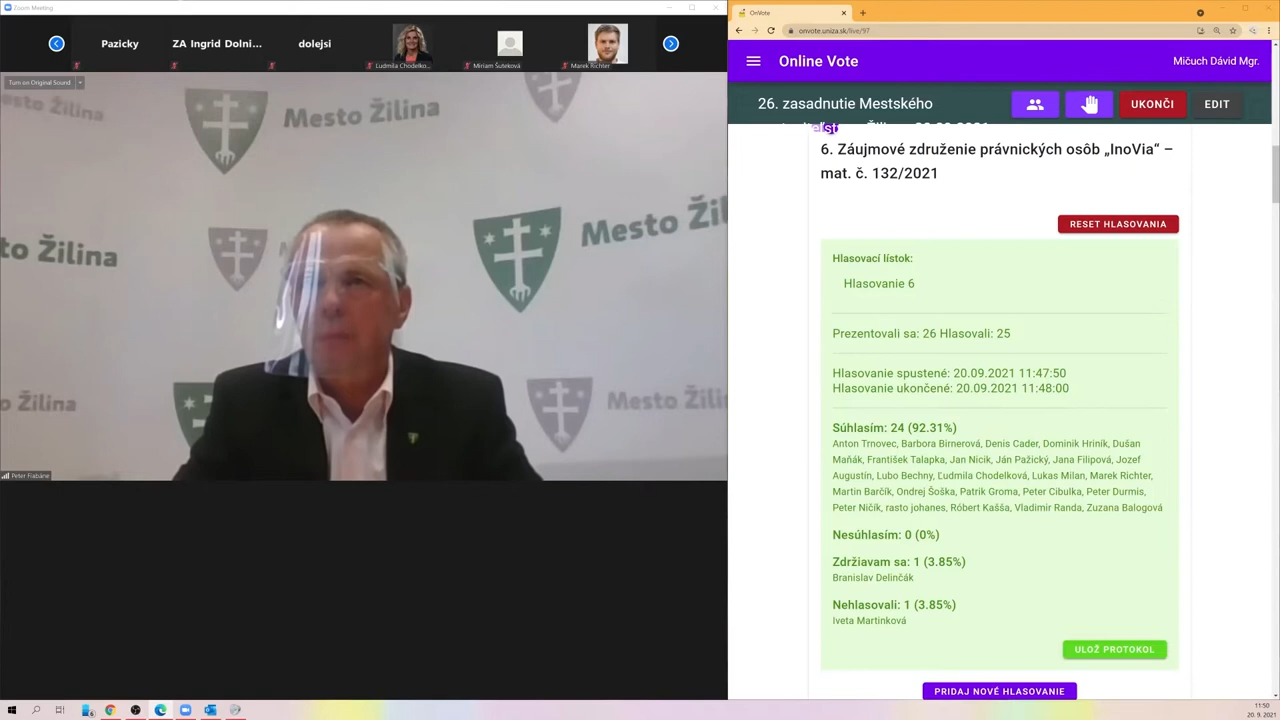 Zoom Meeting
OnVote
onvote.uniza.sk/live/97
Pazicky
ZA Ingrid Dolni...
dolejsi
Ludmila Chodelko...
Miriam Šuteková
Marek Richter
Online Vote
Mičuch Dávid Mgr.
Turn on Original Sound
26. zasadnutie Mestského
UKONČI
EDIT
Mesto Žilina
Mesto Žilina
sto Žilina
Mesto
ŽILINA
Mesto Žilina
Žilina
Peter Fiabáne
6. Záujmové združenie právnických osôb „InoVia“ –
mat. č. 132/2021
RESET HLASOVANIA
Hlasovací lístok:
Hlasovanie 6
Prezentovali sa: 26 Hlasovali: 25
Hlasovanie spustené: 20.09.2021 11:47:50
Hlasovanie ukončené: 20.09.2021 11:48:00
Súhlasím: 24 (92.31%)
Anton Trnovec, Barbora Birnerová, Denis Cader, Dominik Hriník, Dušan
Maňák, František Talapka, Jan Nicik, Ján Pažický, Jana Filipová, Jozef
Augustín, Lubo Bechny, Ľudmila Chodelková, Lukas Milan, Marek Richter,
Martin Barčík, Ondrej Šoška, Patrik Groma, Peter Cibulka, Peter Durmis,
Peter Ničík, rasto johanes, Róbert Kašša, Vladimir Randa, Zuzana Balogová
Nesúhlasím: 0 (0%)
Zdržiavam sa: 1 (3.85%)
Branislav Delinčák
Nehlasovali: 1 (3.85%)
Iveta Martinková
ULOŽ PROTOKOL
PRIDAJ NOVÉ HLASOVANIE
11:50
20. 9. 2021